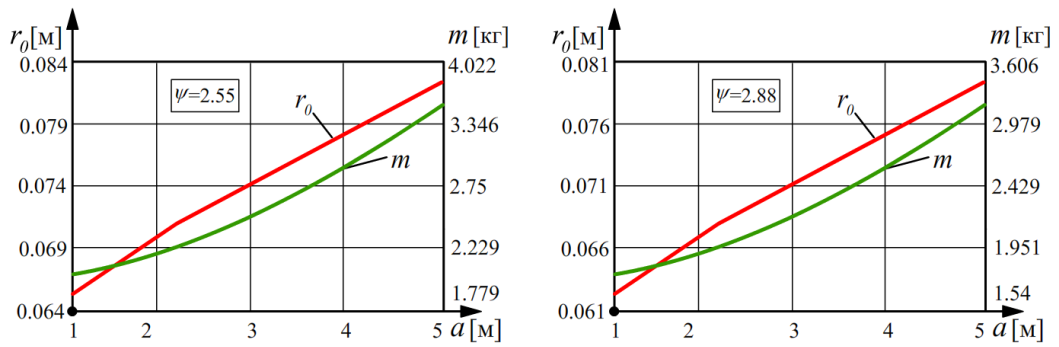 r₀[м]
m [кг]
0.084
4.022
ψ=2.55
r₀
0.079
3.346
m
0.074
2.75
0.069
2.229
0.064
1.779
1 2 3 4 5 a [м]
r₀[м]
m [кг]
0.081
3.606
ψ=2.88
r₀
0.076
2.979
m
0.071
2.429
0.066
1.951
0.061
1.54
1 2 3 4 5 a [м]